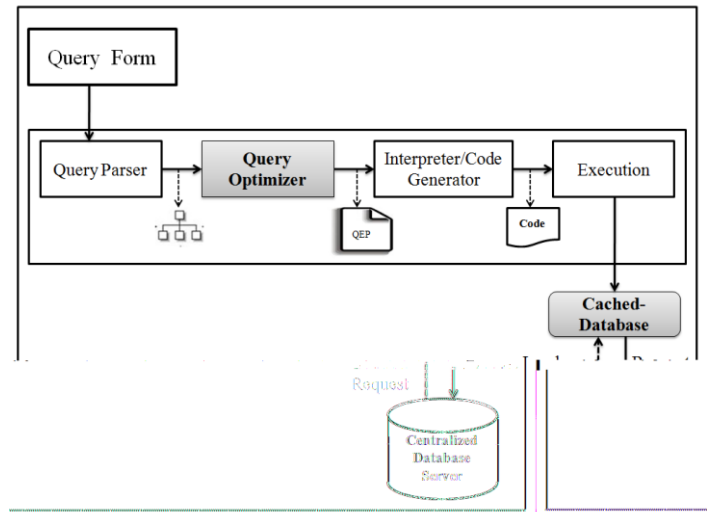 Query Form
Query Parser
Query
Optimizer
Interpreter/Code
Generator
Execution
QEP
Code
Cached-
Database
Request
Centralized
Database
Server